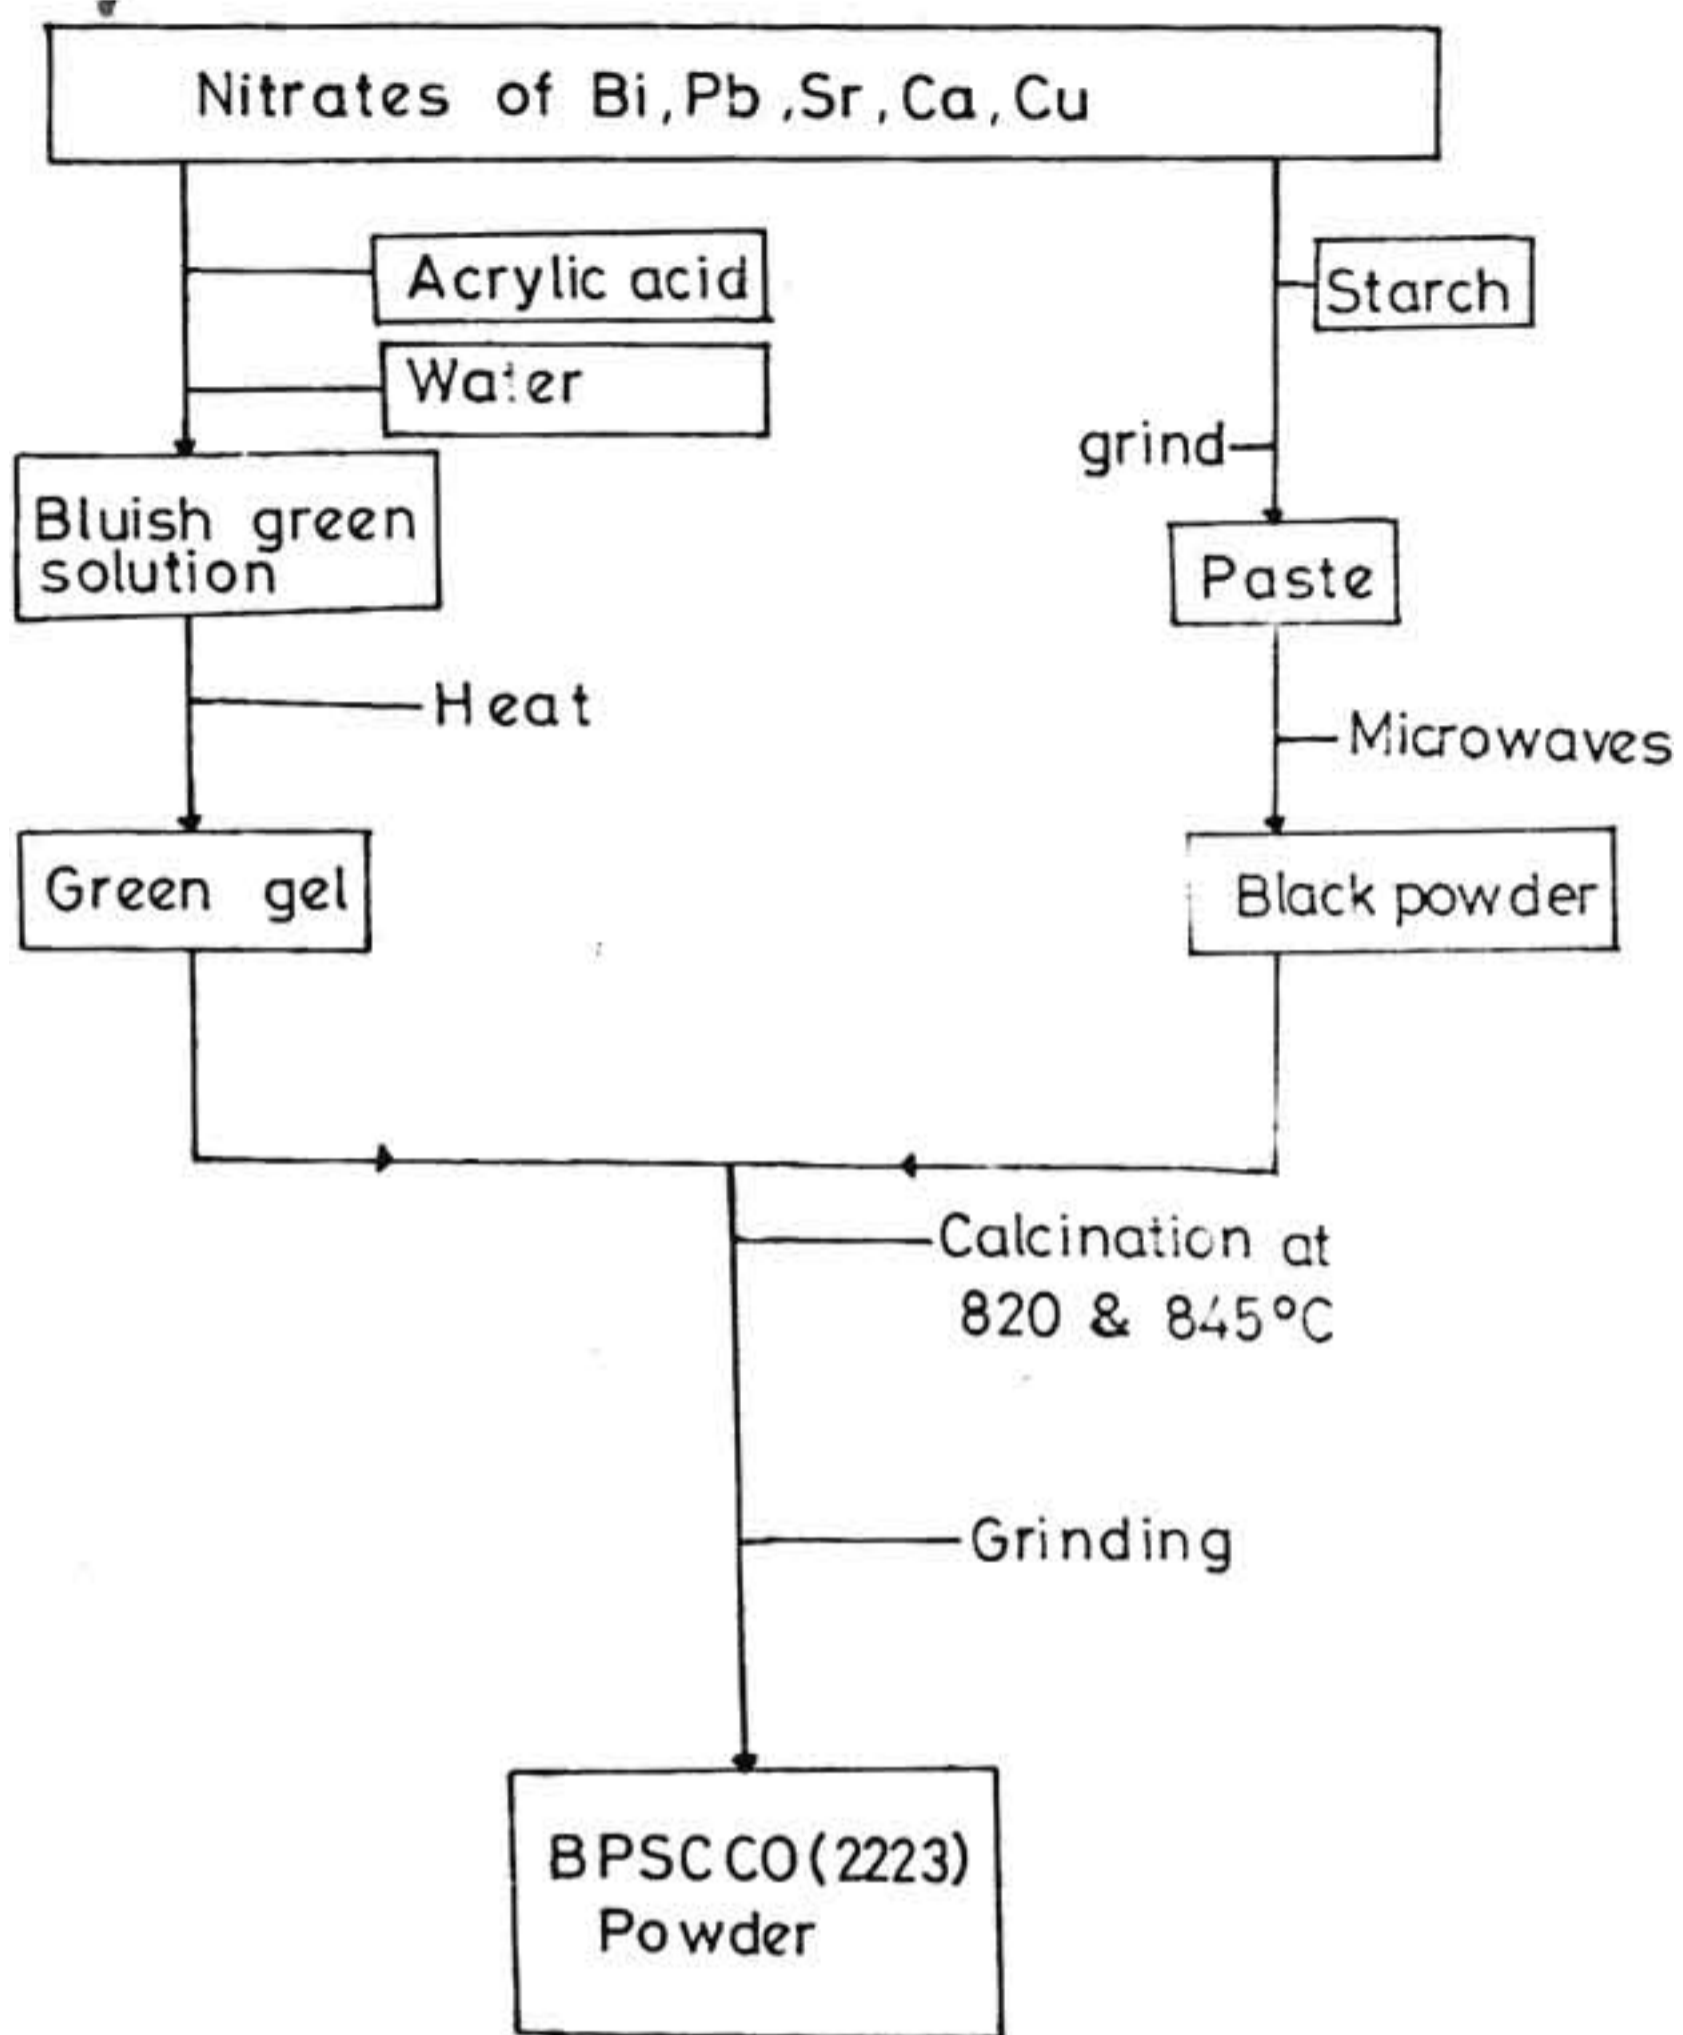 Nitrates of Bi, Pb, Sr, Ca, Cu
Acrylic acid
Water
Bluish green
solution
Heat
Green gel
Starch
grind
Paste
Microwaves
Black powder
Calcination at
820 & 845°C
Grinding
BPSCCO(2223)
Powder